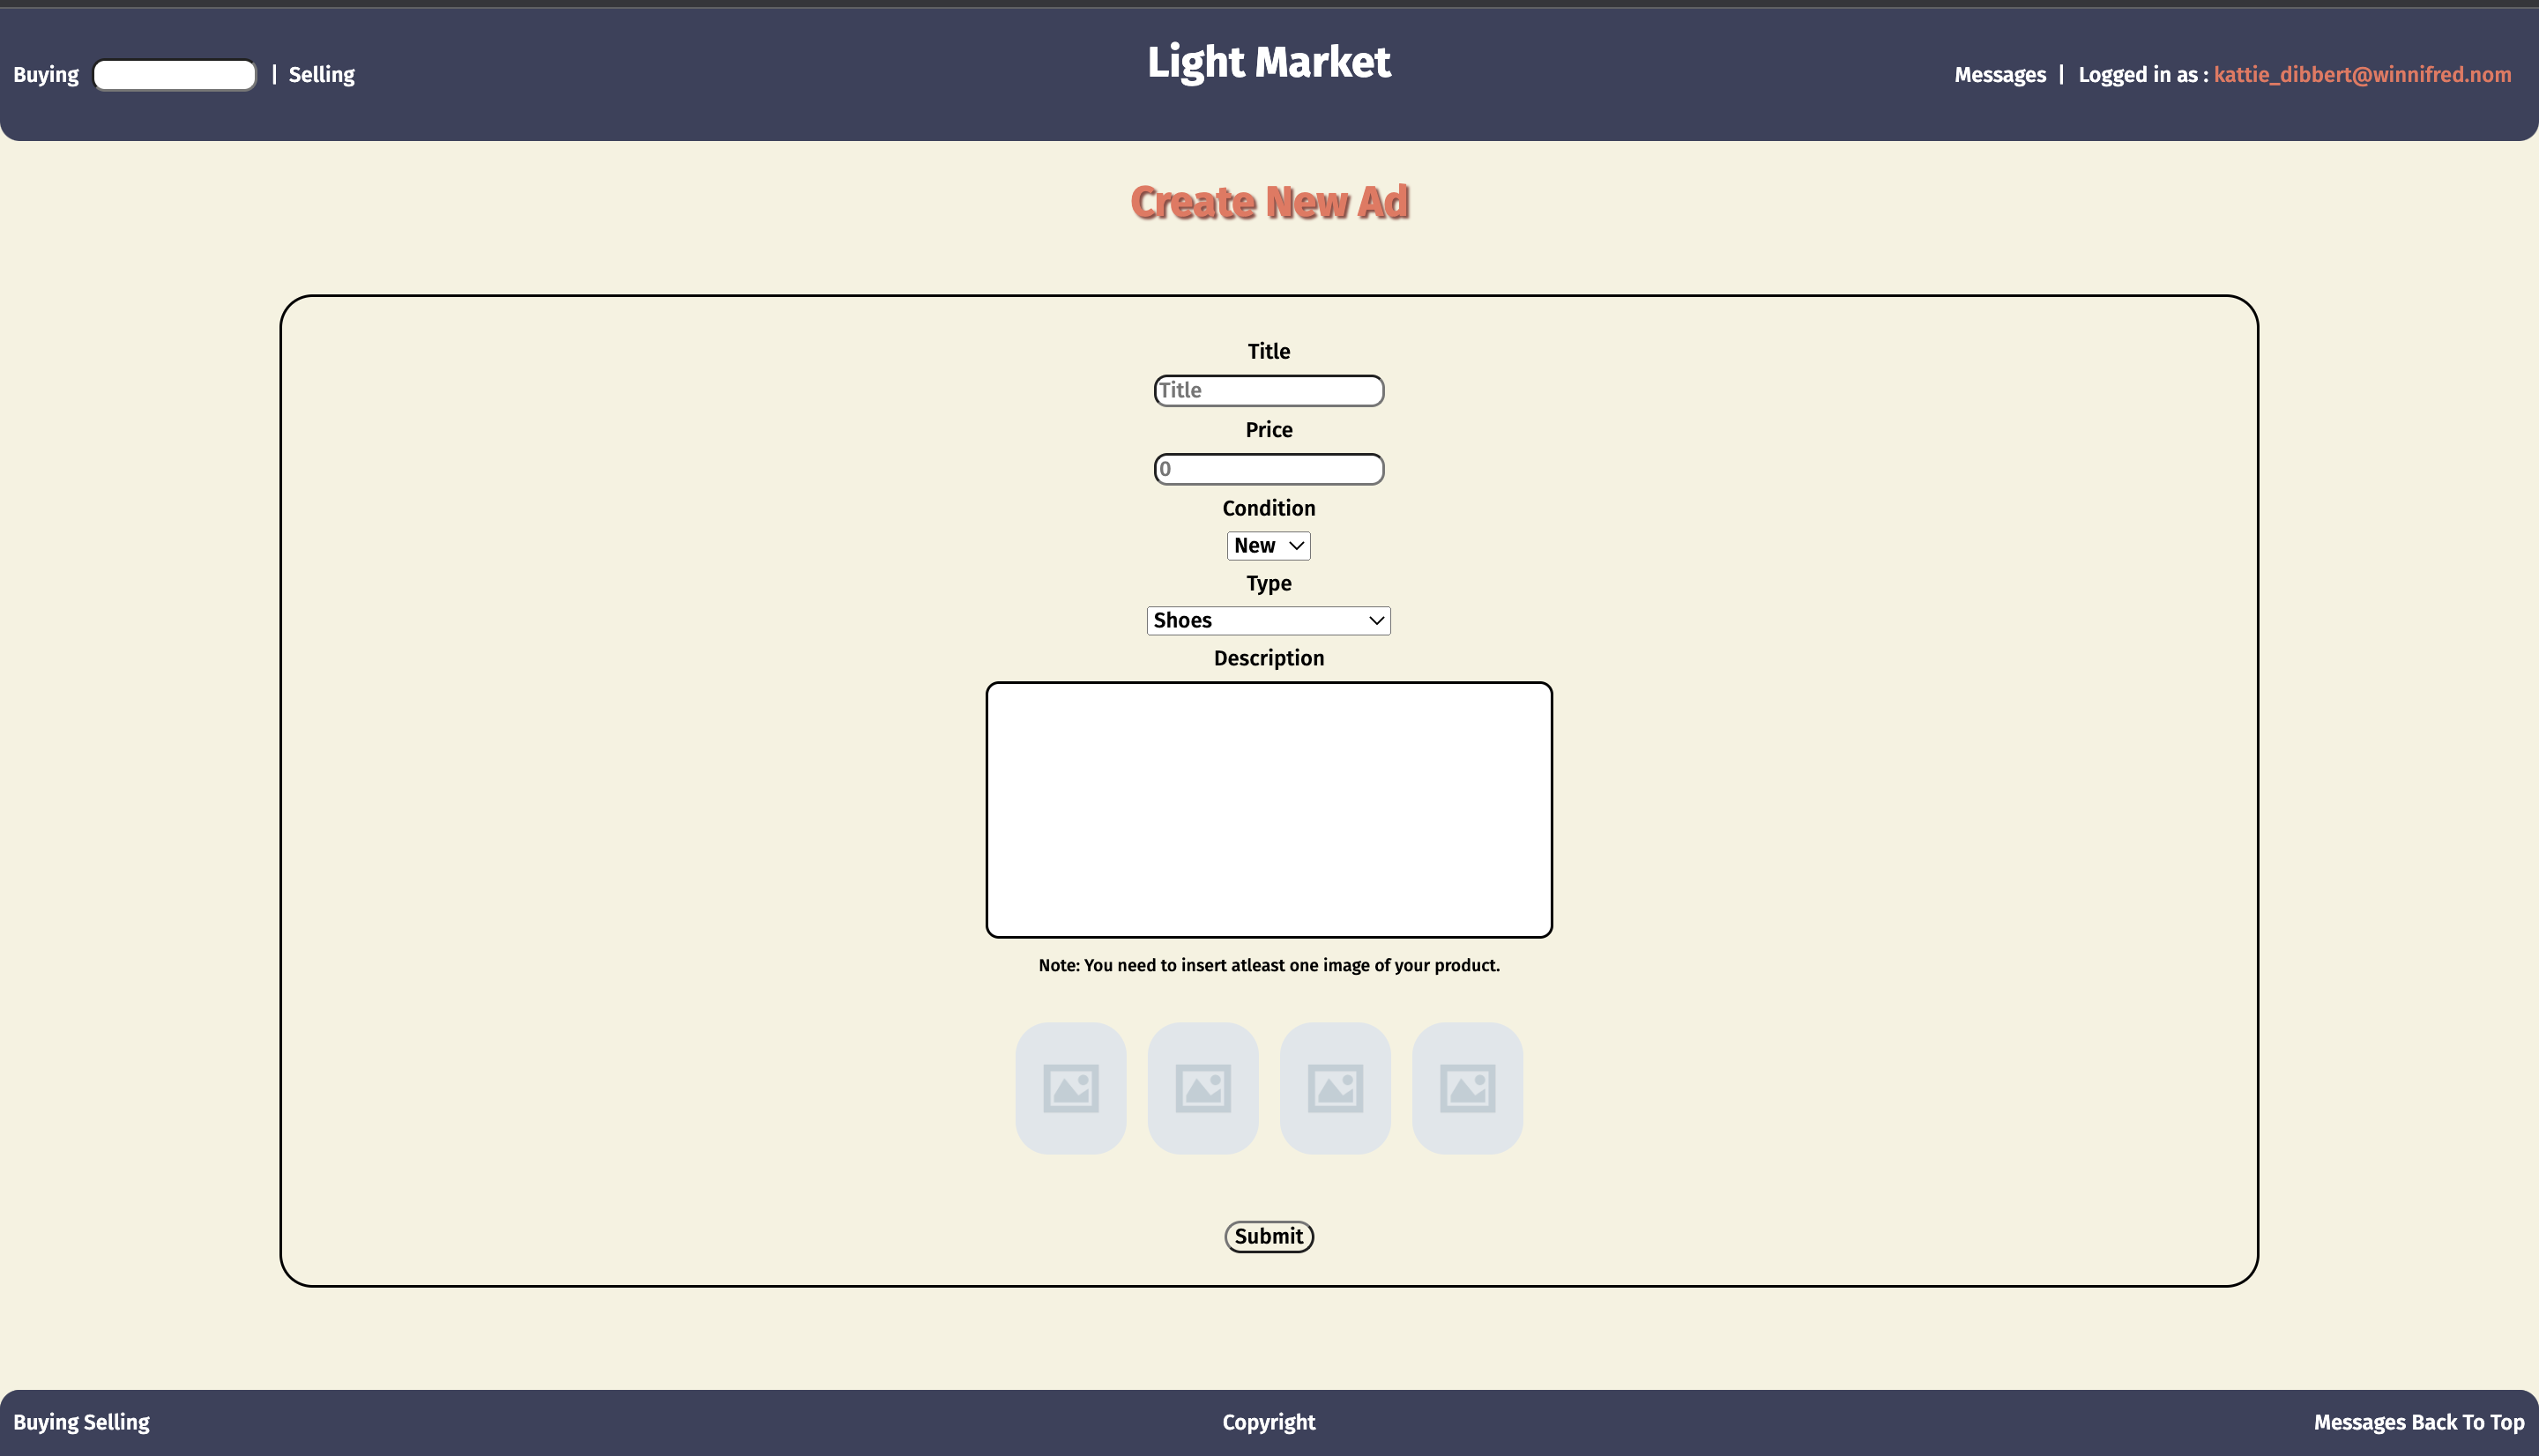 Buying | Selling
Light Market
Messages | Logged in as : kattie_dibbert@winnifred.nom
Create New Ad
Title
Title
Price
0
Condition
New
Type
Shoes
Description
Note: You need to insert atleast one image of your product.
Submit
Buying Selling
Copyright
Messages Back To Top